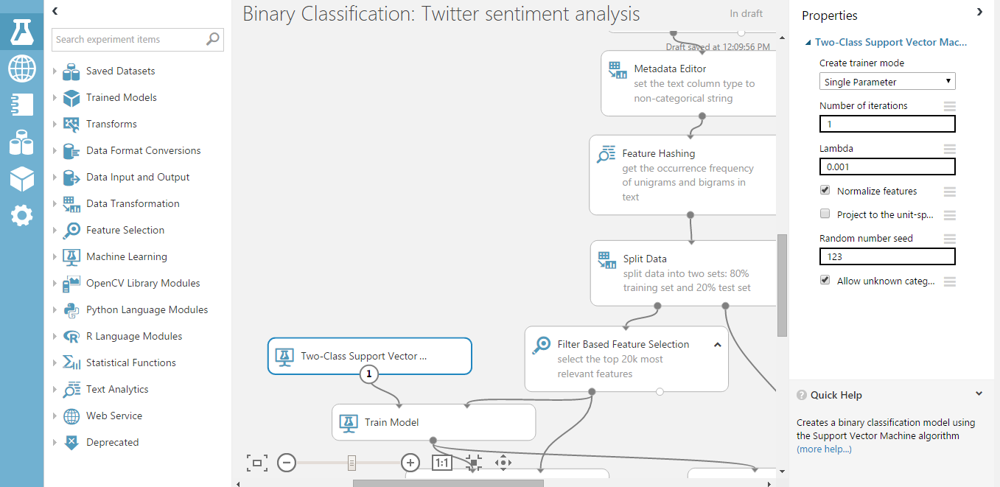 Binary Classification: Twitter sentiment analysis
In draft
Draft saved at 12:09:56 PM
Search experiment items
Saved Datasets
Trained Models
Transforms
Data Format Conversions
Data Input and Output
Data Transformation
Feature Selection
Machine Learning
OpenCV Library Modules
Python Language Modules
R Language Modules
Statistical Functions
Text Analytics
Web Service
Deprecated
Metadata Editor
set the text column type to
non-categorical string
Feature Hashing
get the occurrence frequency
of unigrams and bigrams in
text
Split Data
split data into two sets: 80%
training set and 20% test set
Filter Based Feature Selection
select the top 20k most
relevant features
Two-Class Support Vector ...
1
Train Model
1:1
Properties
Two-Class Support Vector Mac...
Create trainer mode
Single Parameter
Number of iterations
1
Lambda
0.001
Normalize features
Project to the unit-sp...
Random number seed
123
Allow unknown categ...
? Quick Help
Creates a binary classification model using
the Support Vector Machine algorithm
(more help...)